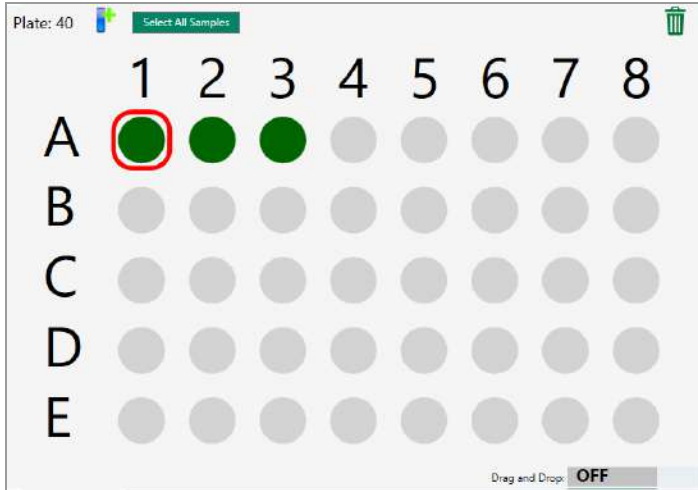 Plate: 40 Select All Samples
1 2 3 4 5 6 7 8
A
B
C
D
E
Drag and Drop: OFF